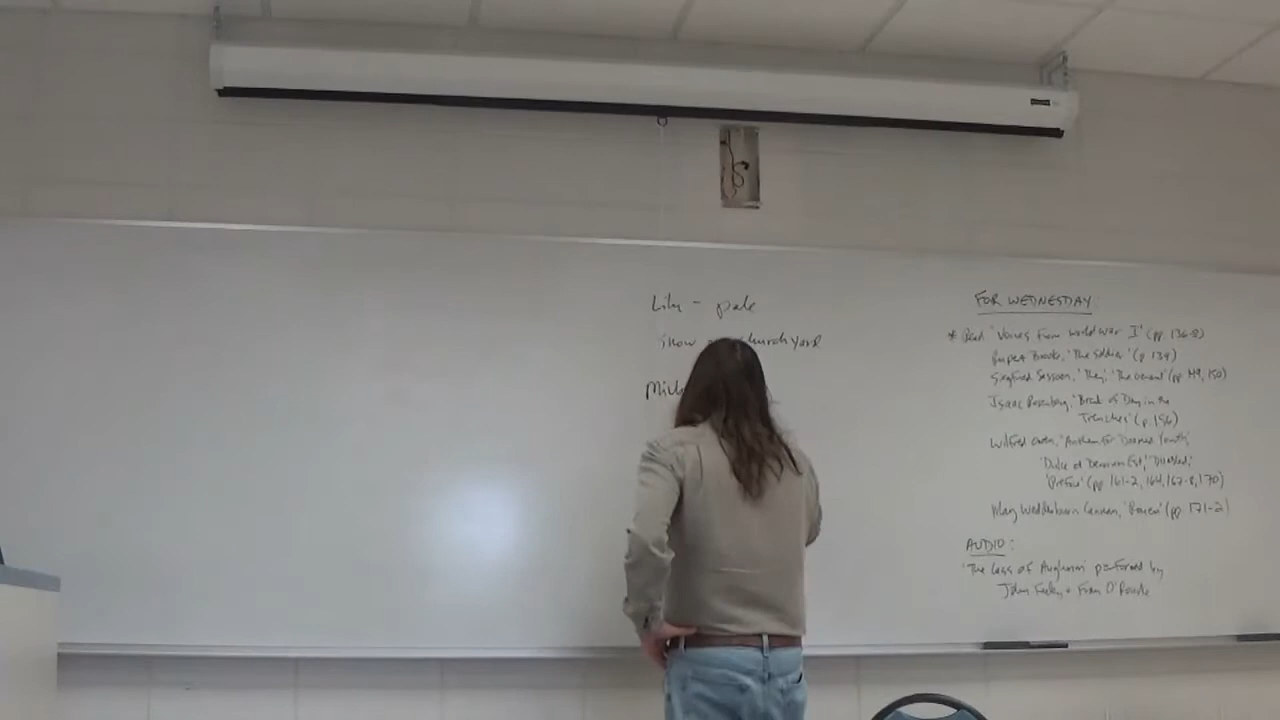 Lily - pale
snow churchyard
FOR WEDNESDAY
* Read 'Voices From World War I' (pp. 136-8)
Rupert Brooke, 'The Soldier' (p. 139)
Siegfried Sassoon, 'They,' 'The General' (pp. 149, 150)
Isaac Rosenberg, 'Break of Day in the
Trenches' (p. 156)
Wilfred Owen, 'Anthem for Doomed Youth,'
'Dulce et Decorum Est,' 'Disabled,'
'Preface' (pp. 161-2, 164, 167-8, 170)
May Wedderburn Cannan, 'Rouen' (pp. 171-2)
AUDIO:
'The Lass of Aughrim' performed by
John Feeley + Fran O'Rourke